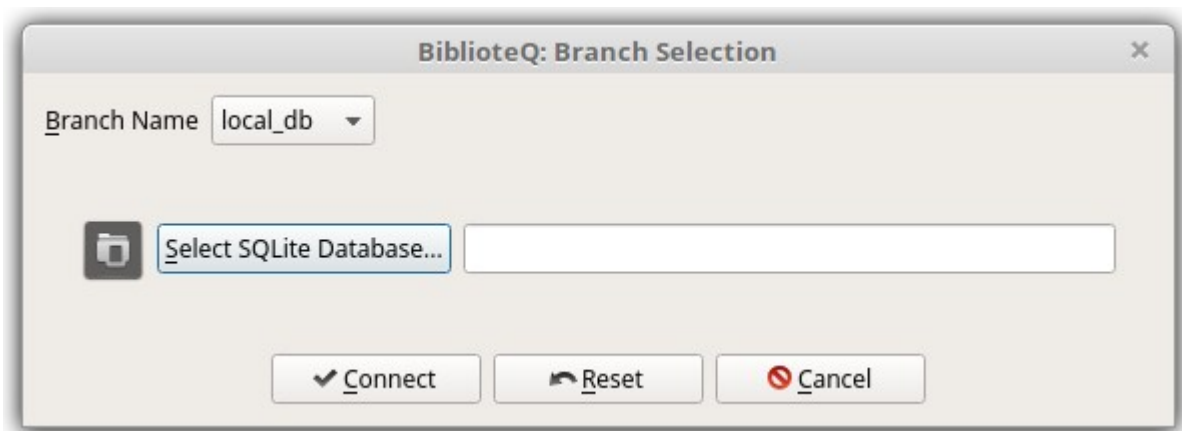 BiblioteQ: Branch Selection
Branch Name local_db
Select SQLite Database...
Connect Reset Cancel